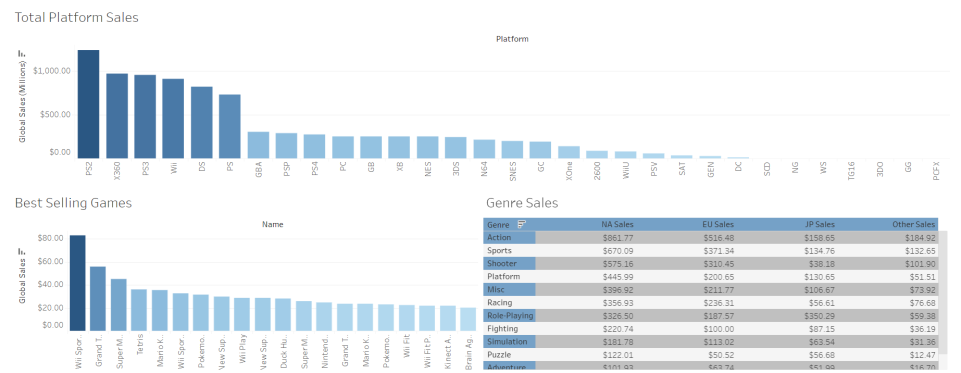 Total Platform Sales
Platform
Global Sales (Millions)
$1,000.00
$500.00
$0.00
PS2 X360 PS3 Wii DS PS GBA PSP PS4 PC GB XB NES 3DS N64 SNES GC XOne 2600 WiiU PSV SAT GEN DC SCD NG WS TG16 3DO GG PCFX
Best Selling Games
Name
Global Sales
$80.00
$60.00
$40.00
$20.00
$0.00
Wii Spor.. Grand T.. Super M.. Tetris Mario K.. Wii Spor.. Pokemo.. New Sup.. Wii Play New Sup.. Duck Hu.. Super M.. Nintend.. Grand T.. Mario K.. Pokemo.. Wii Fit Wii Fit P.. Kinect A.. Brain Ag..
Genre Sales
Genre NA Sales EU Sales JP Sales Other Sales
Action $861.77 $516.48 $158.65 $184.92
Sports $670.09 $371.34 $134.76 $132.65
Shooter $575.16 $310.45 $38.18 $101.90
Platform $445.99 $200.65 $130.65 $51.51
Misc $396.92 $211.77 $106.67 $73.92
Racing $356.93 $236.31 $56.61 $76.68
Role-Playing $326.50 $187.57 $350.29 $59.38
Fighting $220.74 $100.00 $87.15 $36.19
Simulation $181.78 $113.02 $63.54 $31.36
Puzzle $122.01 $50.52 $56.68 $12.47
Adventure $101.93 $63.74 $51.99 $16.70